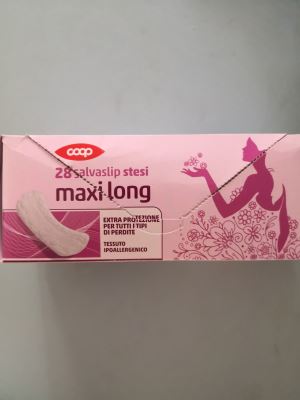 coop
28 salvaslip stesi
maxi long
EXTRA PROTEZIONE
PER TUTTI I TIPI
DI PERDITE
TESSUTO
IPOALLERGENICO